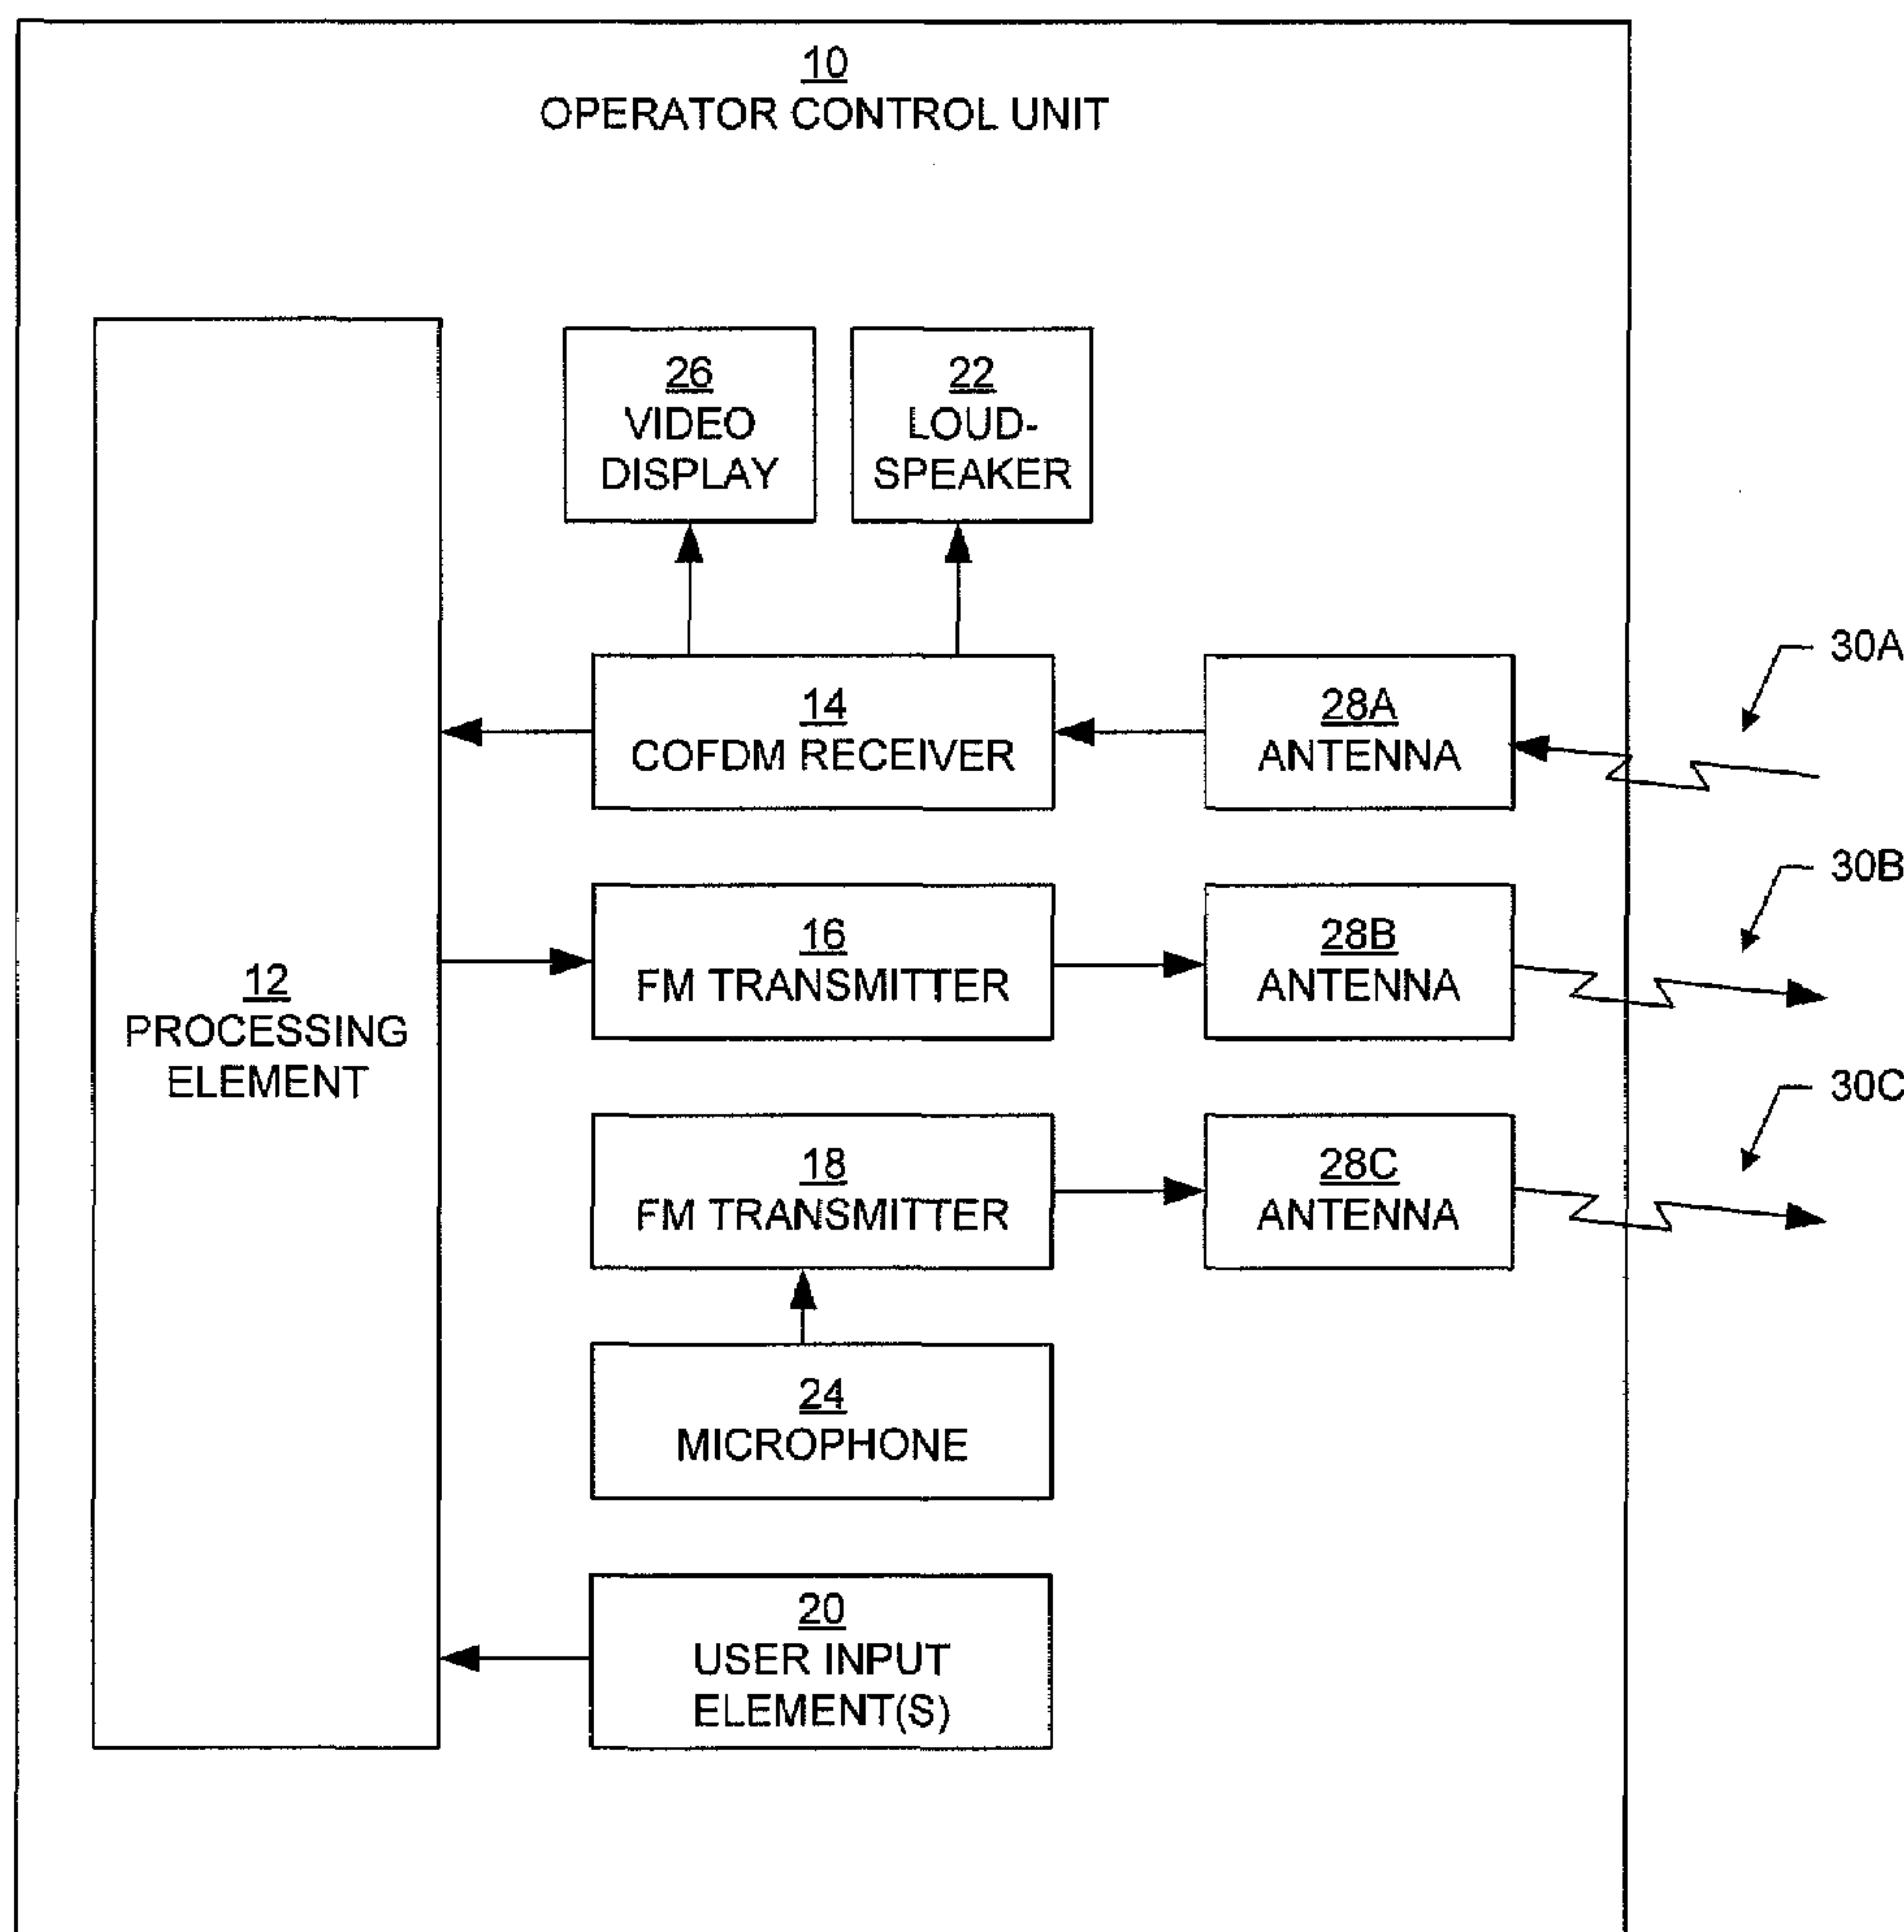 10
OPERATOR CONTROL UNIT
26
VIDEO
DISPLAY
22
LOUD-
SPEAKER
30A
14
COFDM RECEIVER
28A
ANTENNA
30B
16
FM TRANSMITTER
28B
ANTENNA
12
PROCESSING
ELEMENT
30C
18
FM TRANSMITTER
28C
ANTENNA
24
MICROPHONE
20
USER INPUT
ELEMENT(S)